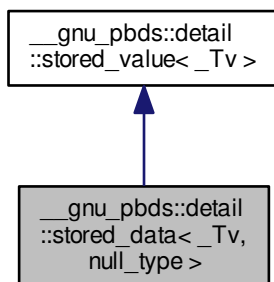 __gnu_pbds::detail
::stored_value< _Tv >
__gnu_pbds::detail
::stored_data< _Tv,
null_type >